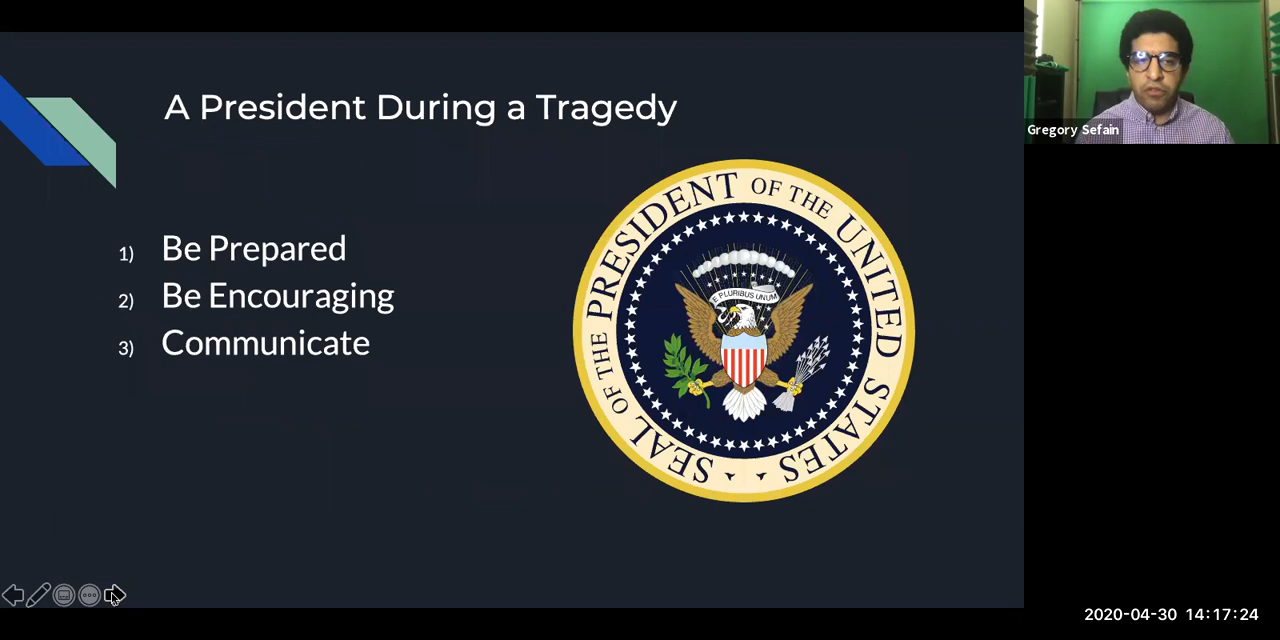 A President During a Tragedy
1) Be Prepared
2) Be Encouraging
3) Communicate
SEAL OF THE PRESIDENT OF THE UNITED STATES
E PLURIBUS UNUM
Gregory Sefain
2020-04-30 14:17:24